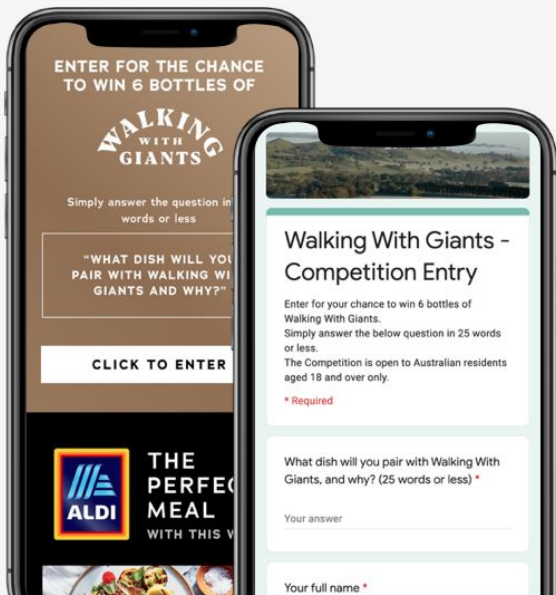 ENTER FOR THE CHANCE
TO WIN 6 BOTTLES OF
WALKING
WITH
GIANTS
Simply answer the question in
words or less
"WHAT DISH WILL YOU
PAIR WITH WALKING WI
GIANTS AND WHY?"
CLICK TO ENTER
ALDI
THE
PERFEC
MEAL
WITH THIS W
Walking With Giants -
Competition Entry
Enter for your chance to win 6 bottles of
Walking With Giants.
Simply answer the below question in 25 words
or less.
The Competition is open to Australian residents
aged 18 and over only.
* Required
What dish will you pair with Walking With
Giants, and why? (25 words or less) *
Your answer
Your full name *